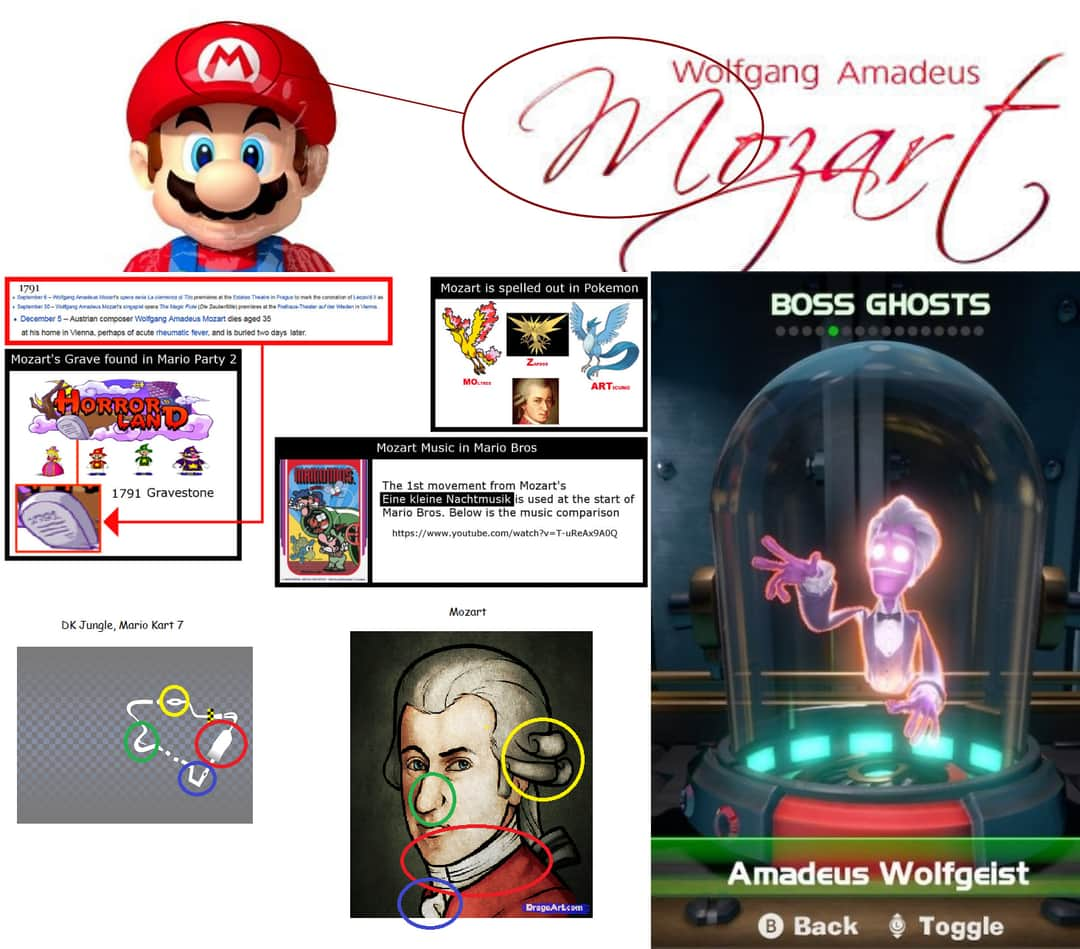 M
Wolfgang Amadeus
Mozart
1791
September 6 – Wolfgang Amadeus Mozart's opera seria La clemenza di Tito premieres at the Estates Theatre in Prague to mark the coronation of Leopold II as
September 30 – Wolfgang Amadeus Mozart's singspiel opera The Magic Flute (Die Zauberflöte) premieres at the Freihaus-Theater auf der Wieden in Vienna.
December 5 – Austrian composer Wolfgang Amadeus Mozart dies aged 35
at his home in Vienna, perhaps of acute rheumatic fever, and is buried two days later.
Mozart's Grave found in Mario Party 2
HORROR
LAND
1791 Gravestone
Mozart is spelled out in Pokemon
MOLTRES
ZAPDOS
ARTICUNO
Mozart Music in Mario Bros
MARIO BROS.
The 1st movement from Mozart's
Eine kleine Nachtmusik is used at the start of
Mario Bros. Below is the music comparison
https://www.youtube.com/watch?v=T-uReAx9A0Q
BOSS GHOSTS
Amadeus Wolfgeist
B Back L Toggle
DK Jungle, Mario Kart 7
Mozart
DragoArt.com